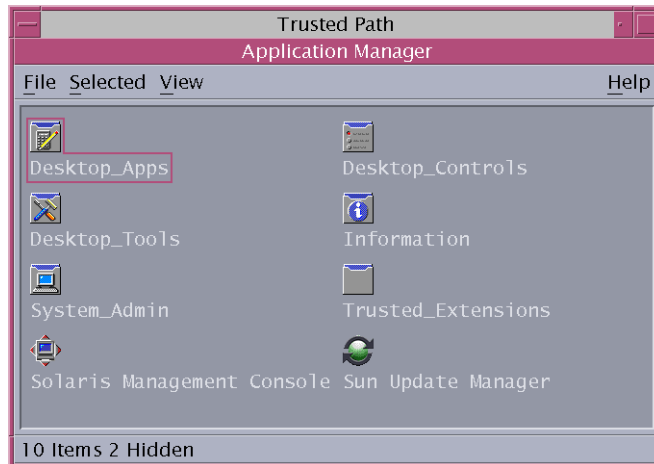 Trusted Path
Application Manager
File Selected View Help
Desktop_Apps Desktop_Controls
Desktop_Tools Information
System_Admin Trusted_Extensions
Solaris Management Console Sun Update Manager
10 Items 2 Hidden